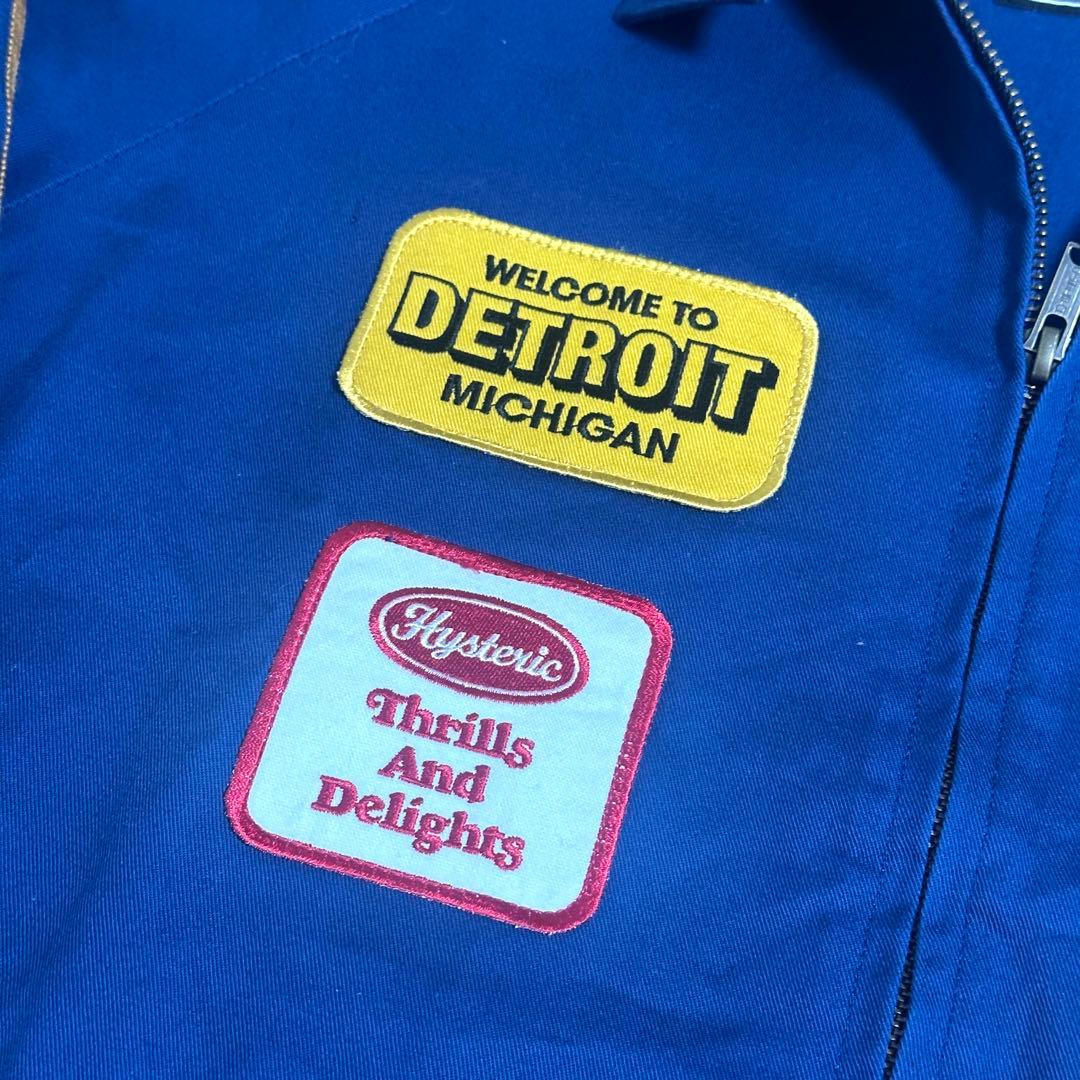 WELCOME TO
DETROIT
MICHIGAN
Hysteric
Thrills
And
Delights